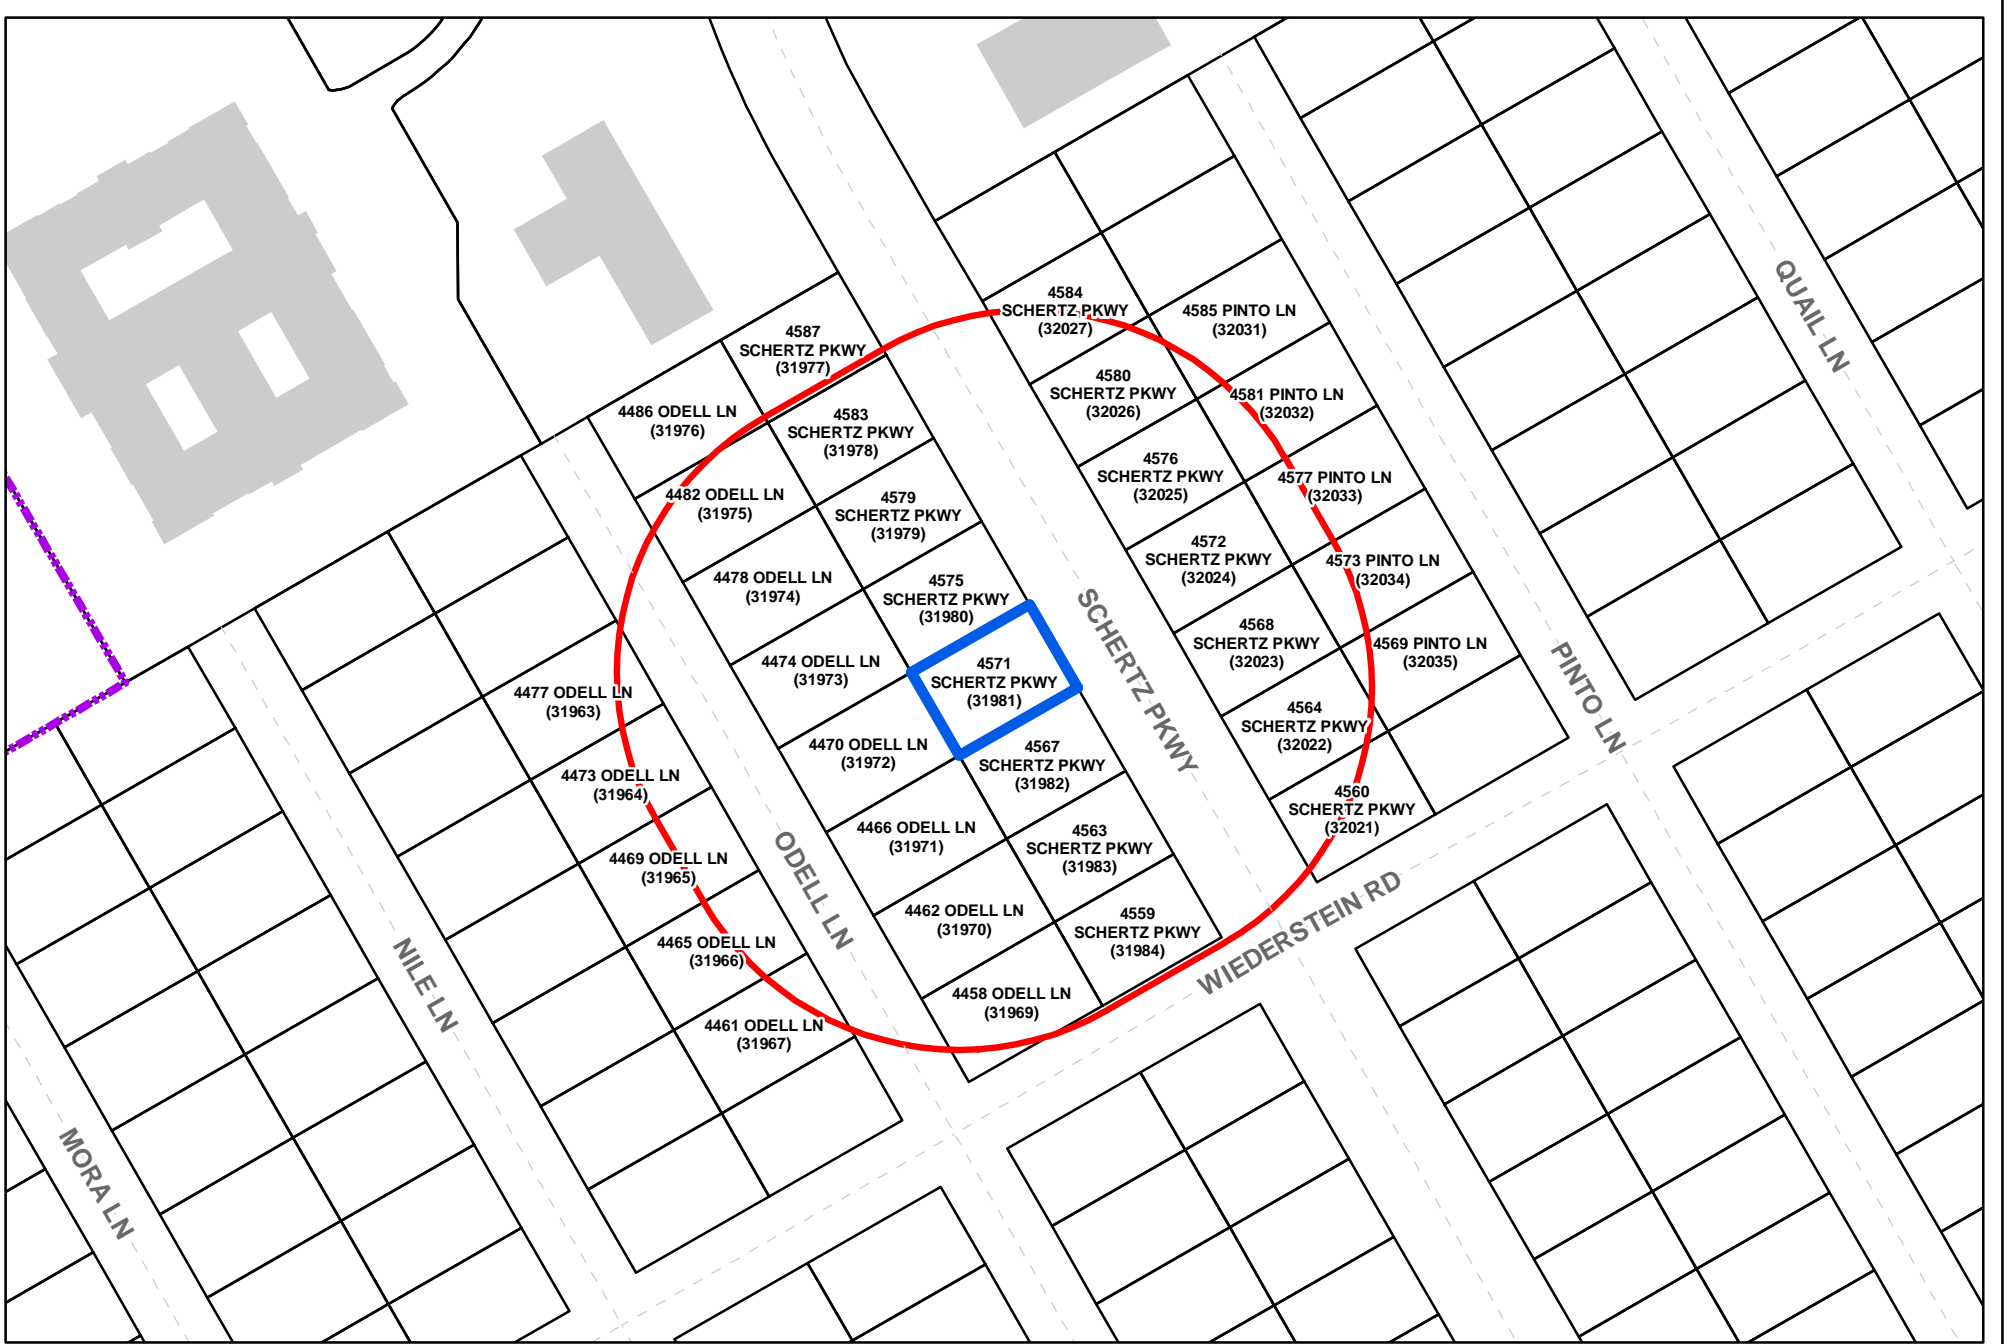 4584
SCHERTZ PKWY
(32027)
4585 PINTO LN
(32031)
4587
SCHERTZ PKWY
(31977)
4580
SCHERTZ PKWY
(32026)
4581 PINTO LN
(32032)
4486 ODELL LN
(31976)
4583
SCHERTZ PKWY
(31978)
4576
SCHERTZ PKWY
(32025)
4577 PINTO LN
(32033)
4482 ODELL LN
(31975)
4579
SCHERTZ PKWY
(31979)
4572
SCHERTZ PKWY
(32024)
4573 PINTO LN
(32034)
4478 ODELL LN
(31974)
4575
SCHERTZ PKWY
(31980)
4568
SCHERTZ PKWY
(32023)
4569 PINTO LN
(32035)
4474 ODELL LN
(31973)
4571
SCHERTZ PKWY
(31981)
4564
SCHERTZ PKWY
(32022)
4477 ODELL LN
(31963)
4470 ODELL LN
(31972)
4567
SCHERTZ PKWY
(31982)
4560
SCHERTZ PKWY
(32021)
4473 ODELL LN
(31964)
4466 ODELL LN
(31971)
4563
SCHERTZ PKWY
(31983)
4469 ODELL LN
(31965)
4462 ODELL LN
(31970)
4559
SCHERTZ PKWY
(31984)
4465 ODELL LN
(31966)
4458 ODELL LN
(31969)
4461 ODELL LN
(31967)
QUAIL LN
SCHERTZ PKWY
PINTO LN
ODELL LN
WIEDERSTEIN RD
NILE LN
MORA LN